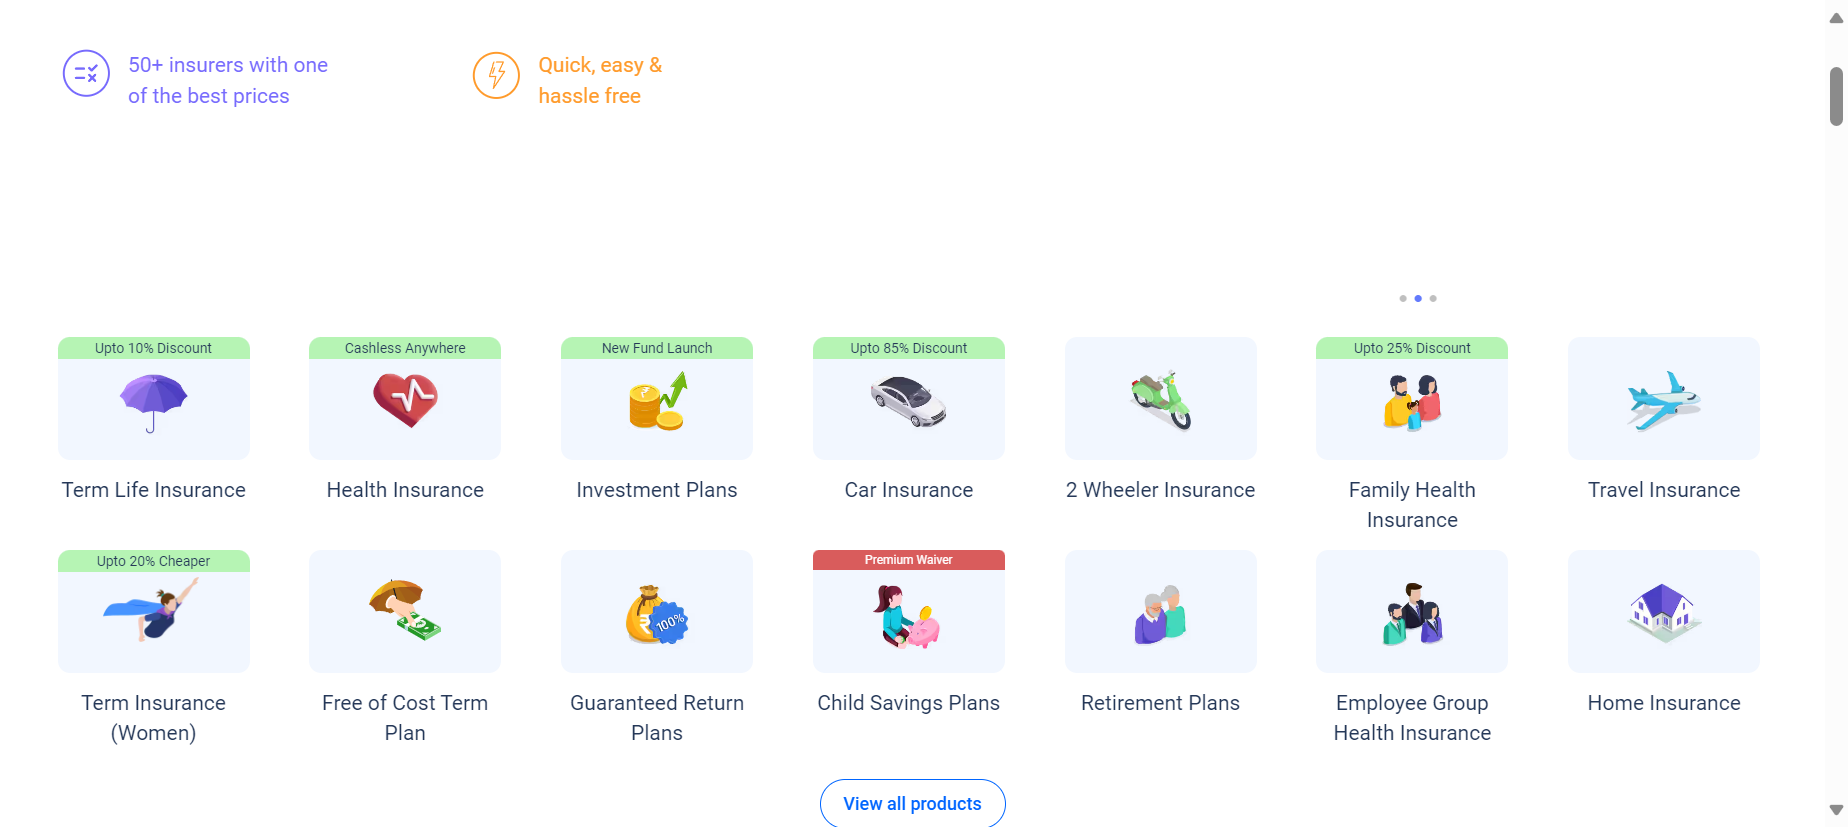 50+ insurers with one
of the best prices
Quick, easy &
hassle free
Upto 10% Discount
Term Life Insurance
Cashless Anywhere
Health Insurance
New Fund Launch
₹
Investment Plans
Upto 85% Discount
Car Insurance
2 Wheeler Insurance
Upto 25% Discount
Family Health
Insurance
Travel Insurance
Upto 20% Cheaper
Term Insurance
(Women)
Free of Cost Term
Plan
₹
100%
Guaranteed Return
Plans
Premium Waiver
Child Savings Plans
Retirement Plans
Employee Group
Health Insurance
Home Insurance
View all products